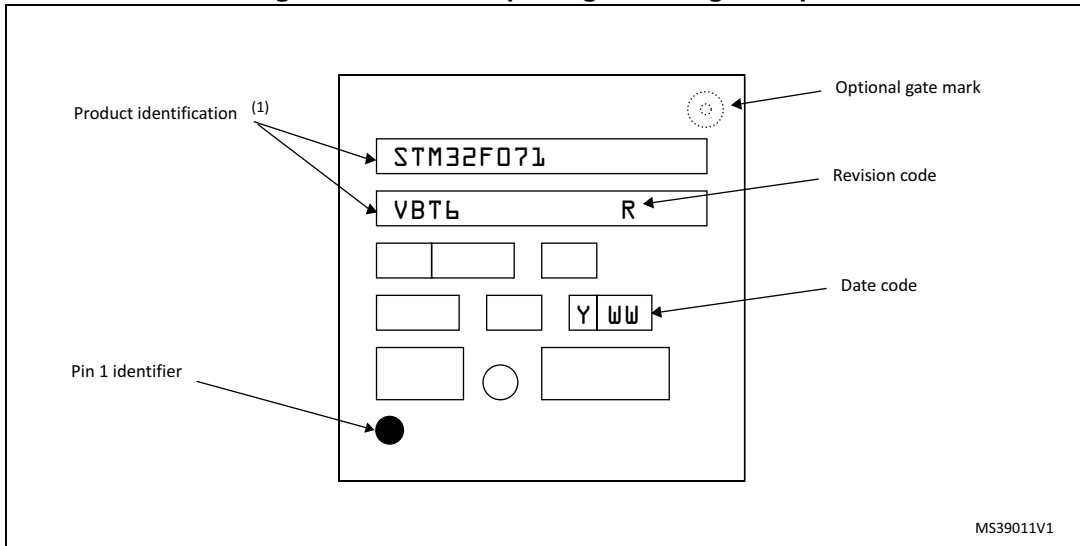 Optional gate mark
Product identification (1)
STM32F071
Revision code
VBT6 R
Date code
Y WW
Pin 1 identifier
MS39011V1